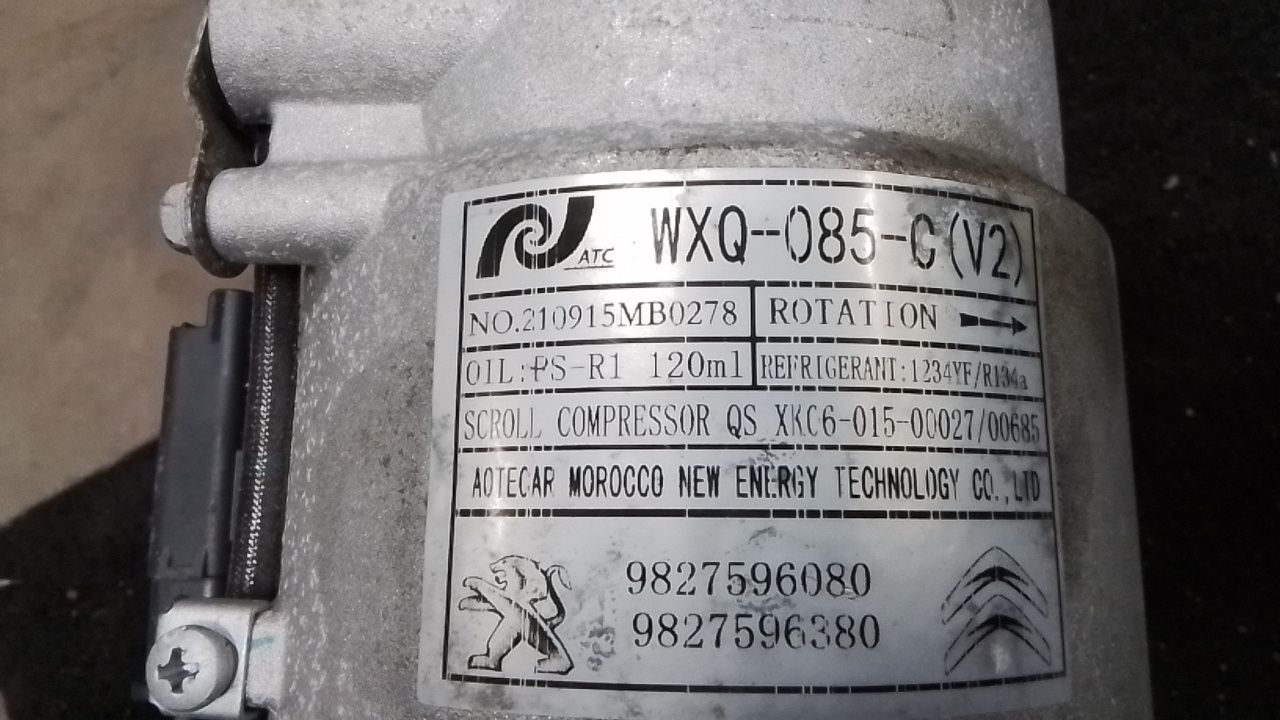 ATC WXQ-085-C(V2)
NO.210915MB0278 ROTATION
OIL:PS-R1 120ml REFRIGERANT:1234YF/R134a
SCROLL COMPRESSOR QS XKC6-015-00027/00685
AOTECAR MOROCCO NEW ENERGY TECHNOLOGY CO.,LTD
9827596080
9827596380